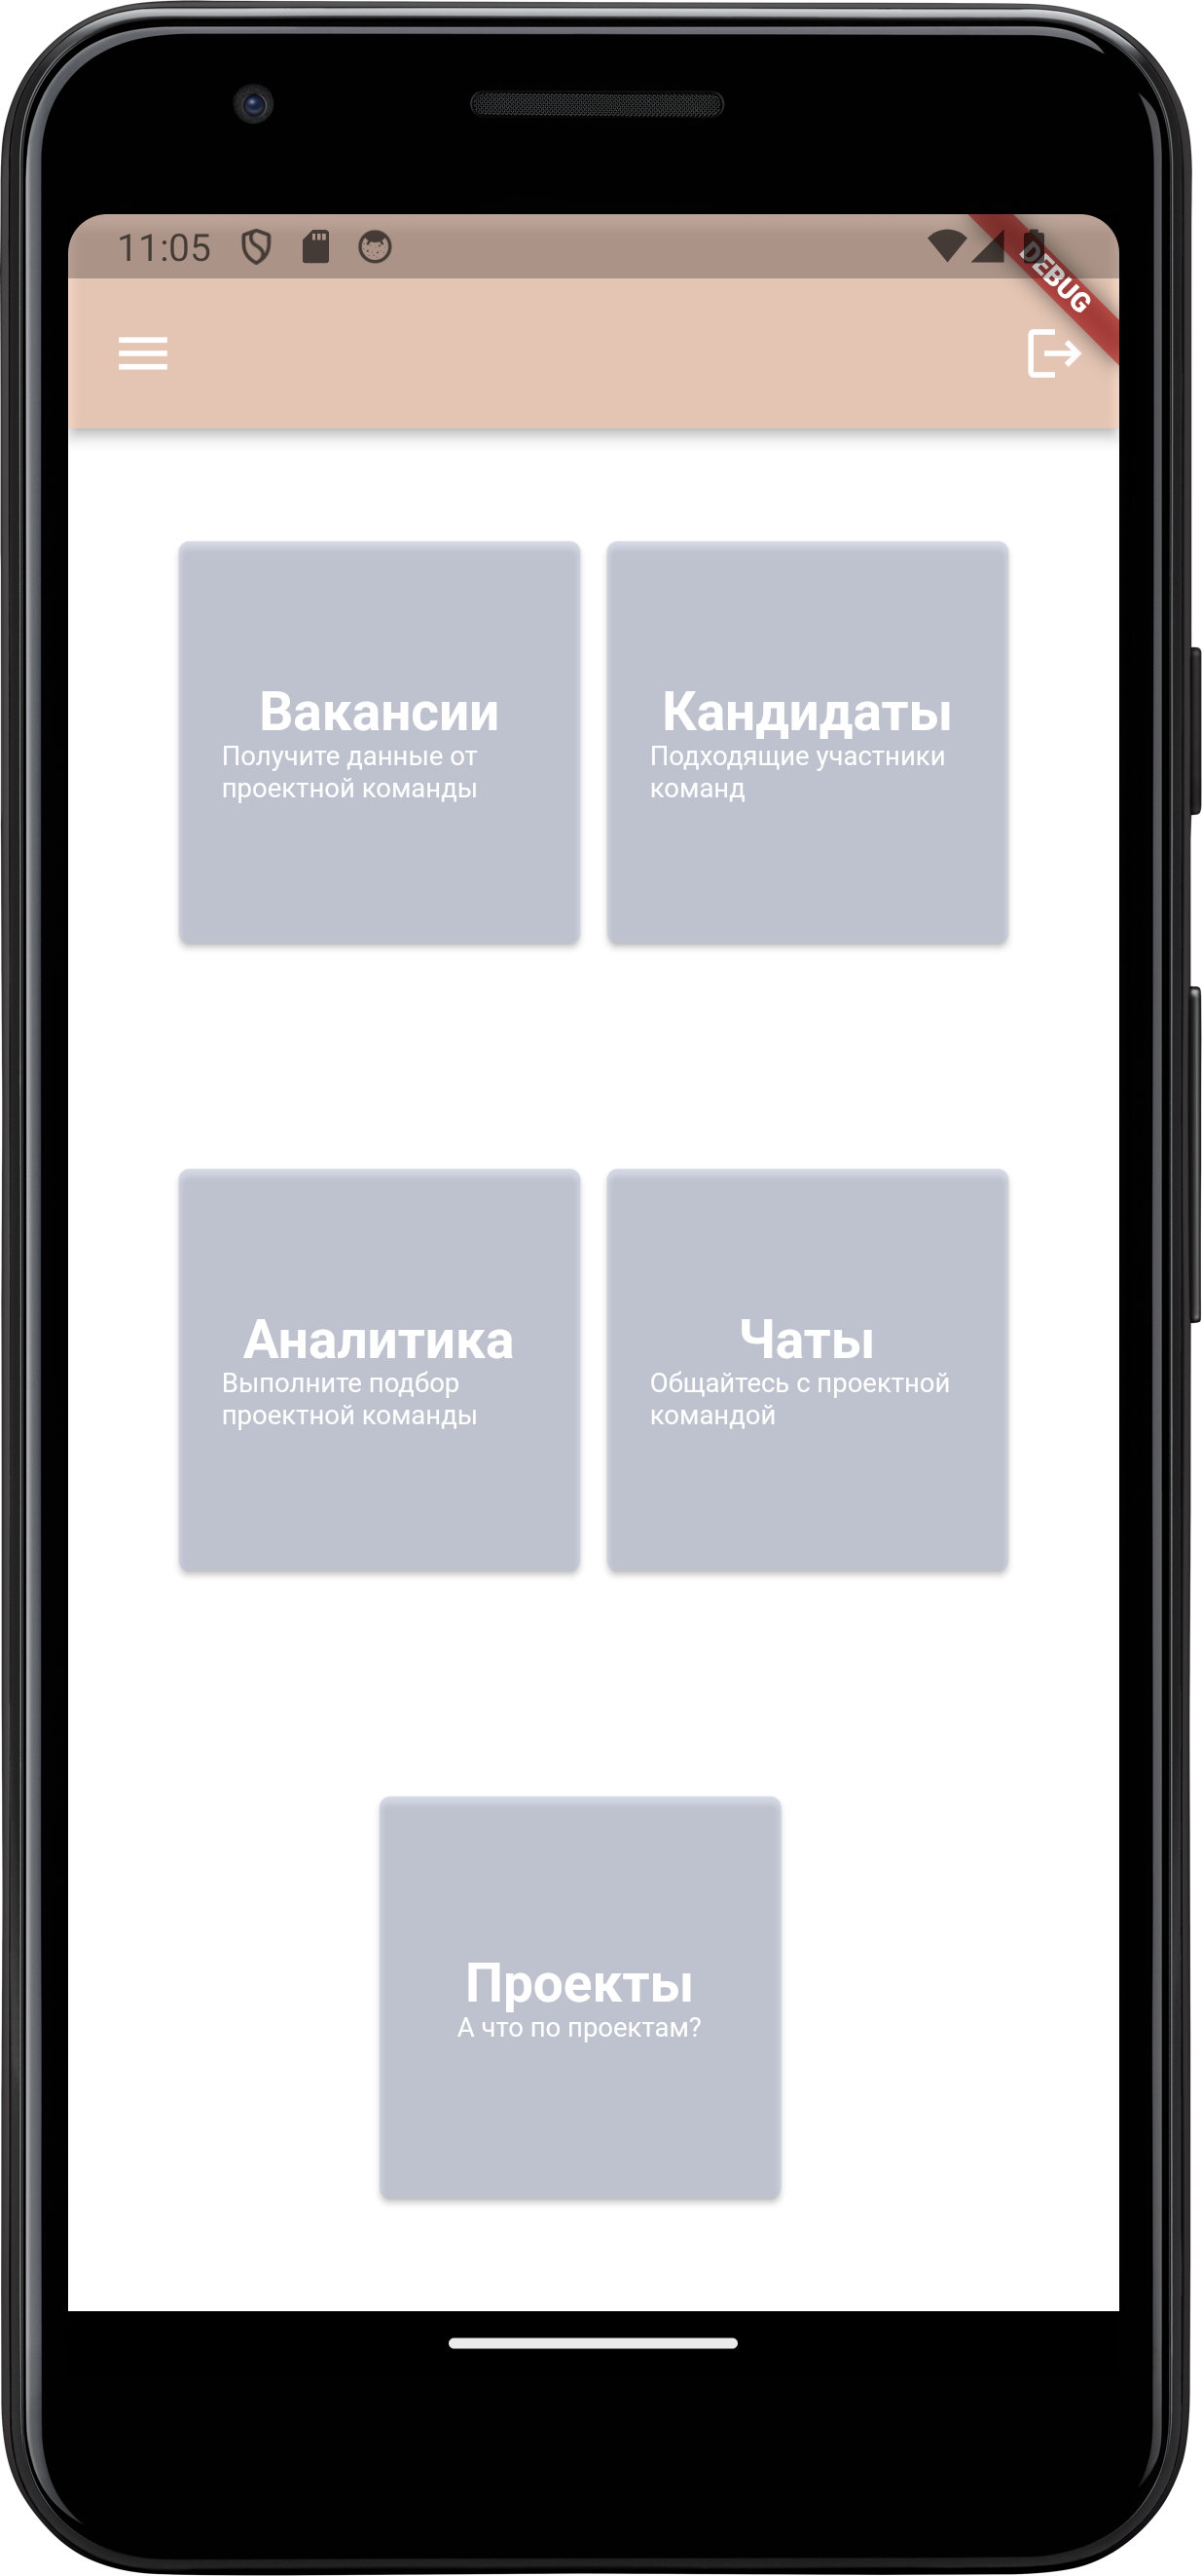 11:05
DEBUG
Вакансии
Получите данные от
проектной команды
Кандидаты
Подходящие участники
команд
Аналитика
Выполните подбор
проектной команды
Чаты
Общайтесь с проектной
командой
Проекты
А что по проектам?